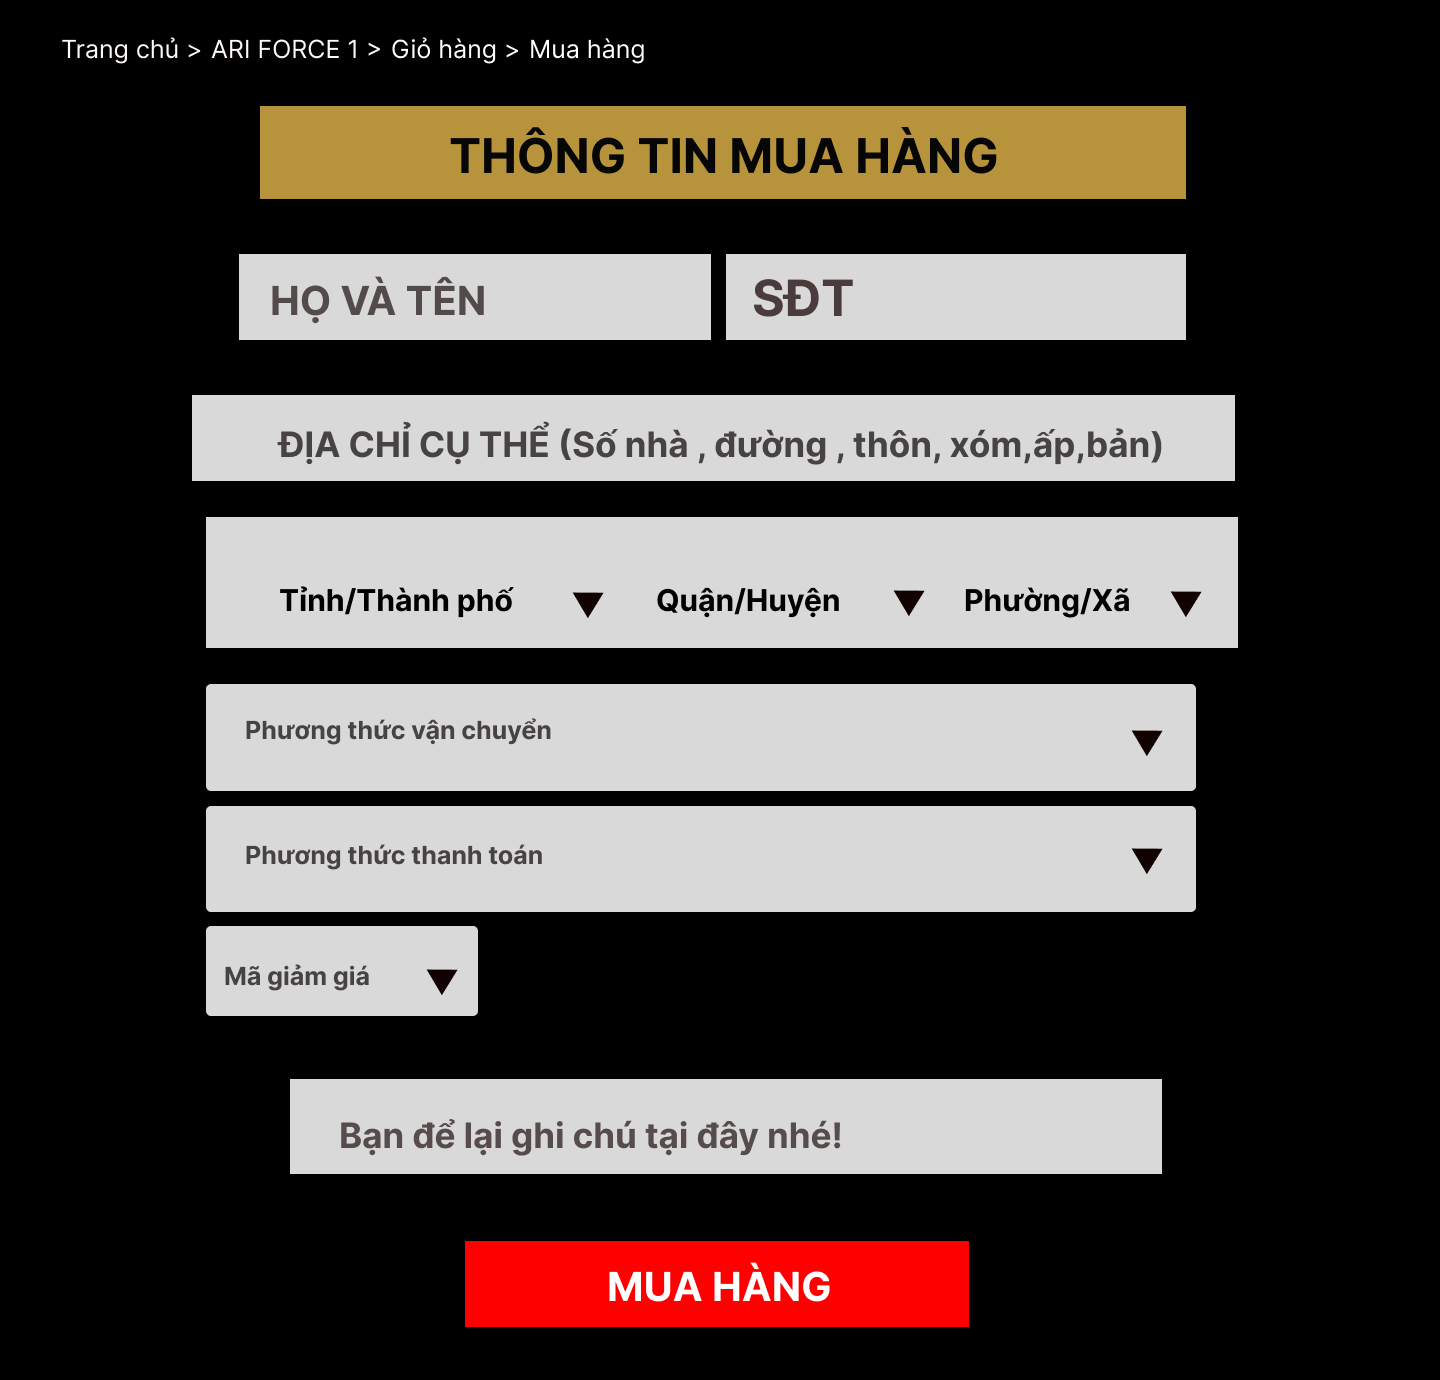 Trang chủ > ARI FORCE 1 > Giỏ hàng > Mua hàng
THÔNG TIN MUA HÀNG
HỌ VÀ TÊN
SĐT
ĐỊA CHỈ CỤ THỂ (Số nhà , đường , thôn, xóm,ấp,bản)
Tỉnh/Thành phố
Quận/Huyện
Phường/Xã
Phương thức vận chuyển
Phương thức thanh toán
Mã giảm giá
Bạn để lại ghi chú tại đây nhé!
MUA HÀNG